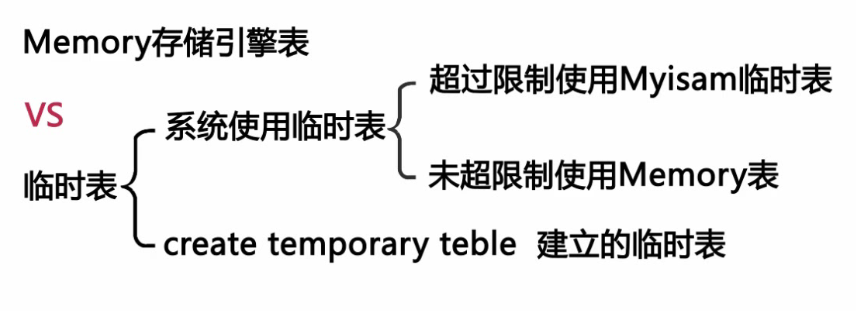 Memory存储引擎表
VS
临时表
系统使用临时表
超过限制使用Myisam临时表
未超限制使用Memory表
create temporary teble 建立的临时表